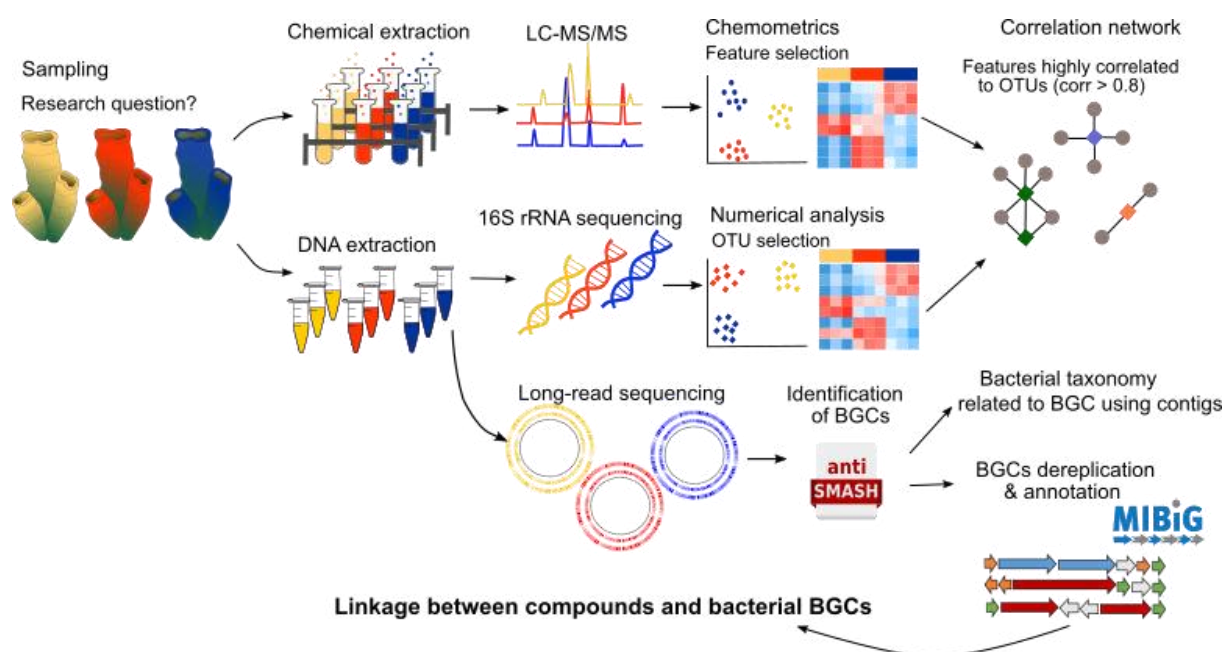 Sampling
Research question?
Chemical extraction
LC-MS/MS
Chemometrics
Feature selection
Correlation network
Features highly correlated
to OTUs (corr > 0.8)
DNA extraction
16S rRNA sequencing
Numerical analysis
OTU selection
Long-read sequencing
Identification
of BGCs
anti
SMASH
Bacterial taxonomy
related to BGC using contigs
BGCs dereplication
& annotation
MIBiG
Linkage between compounds and bacterial BGCs